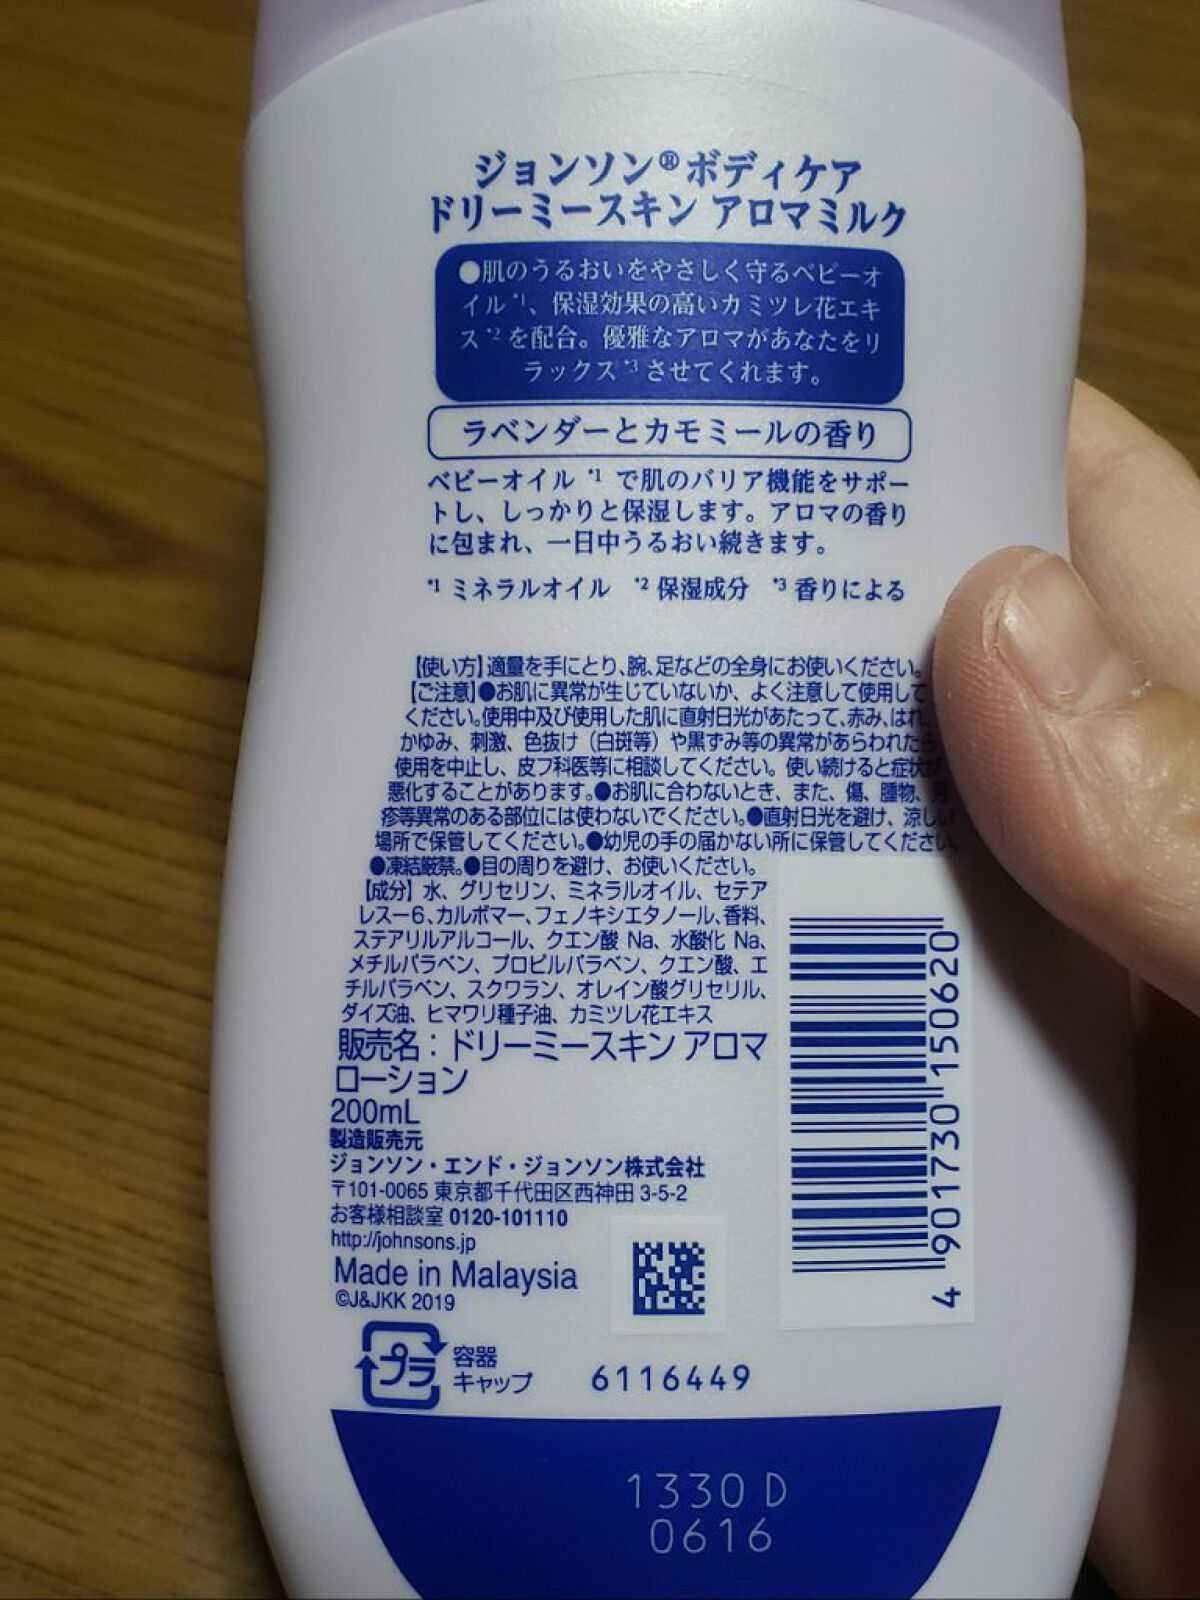 ジョンソン®ボディケア
ドリーミースキン アロマミルク
●肌のうるおいをやさしく守るベビーオ
イル*1、保湿効果の高いカミツレ花エキ
ス*2を配合。優雅なアロマがあなたをリ
ラックス*3させてくれます。
ラベンダーとカモミールの香り
ベビーオイル*1で肌のバリア機能をサポー
トし、しっかりと保湿します。アロマの香り
に包まれ、一日中うるおい続きます。
*1 ミネラルオイル *2 保湿成分 *3 香りによる
【使い方】適量を手にとり、腕、足などの全身にお使いください。
【ご注意】●お肌に異常が生じていないか、よく注意して使用して
ください。使用中及び使用した肌に直射日光があたって、赤み、はれ、
かゆみ、刺激、色抜け（白斑等）や黒ずみ等の異常があらわれたら
使用を中止し、皮フ科医等に相談してください。使い続けると症状が
悪化することがあります。●お肌に合わないとき、また、傷、腫物、
疹等異常のある部位には使わないでください。●直射日光を避け、涼しい
場所で保管してください。●幼児の手の届かない所に保管してください。
●凍結厳禁。●目の周りを避け、お使いください。
【成分】水、グリセリン、ミネラルオイル、セテア
レス－6、カルボマー、フェノキシエタノール、香料、
ステアリルアルコール、クエン酸 Na、水酸化 Na、
メチルパラベン、プロピルパラベン、クエン酸、エ
チルパラベン、スクワラン、オレイン酸グリセリル、
ダイズ油、ヒマワリ種子油、カミツレ花エキス
販売名：ドリーミースキン アロマ
ローション
200mL
製造販売元
ジョンソン・エンド・ジョンソン株式会社
〒101-0065 東京都千代田区西神田 3-5-2
お客様相談室 0120-101110
http://johnsons.jp
Made in Malaysia
©J&JKK 2019
4 901730 150620
プラ
容器
キャップ
6116449
1330 D
0616